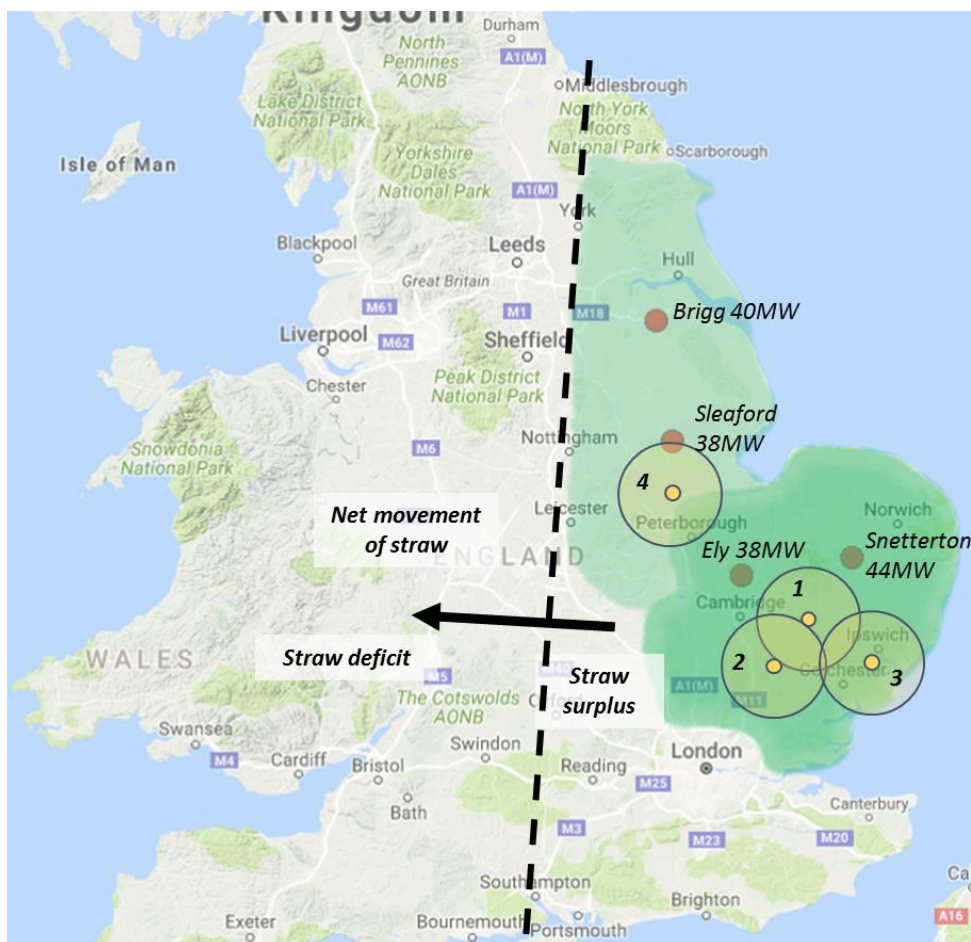 Kingdom
Durham
North
Pennines
AONB
A1(M)
Middlesbrough
Lake District
National Park
North York
Moors
National Park
Scarborough
Isle of Man
Yorkshire
Dales
National Park
A1(M)
York
Blackpool
Leeds
Hull
Great Britain
M61
M1
M18
Brigg 40MW
Liverpool
M62
Sheffield
Chester
Peak District
National Park
Sleaford
38MW
Snowdonia
National Park
M6
Nottingham
4
Leicester
Peterborough
Norwich
Net movement
of straw
ENGLAND
Ely 38MW
Snetterton
44MW
1
Cambridge
Ipswich
WALES
Straw deficit
Straw
surplus
M40
Oxford
2
3
Colchester
The Cotswolds
AONB
M5
A1(M)
M11
Swansea
M4
Cardiff
Bristol
Swindon
Reading
London
M25
Bath
Canterbury
M3
M23
M20
Southampton
Brighton
Exeter
Bournemouth
Portsmouth
A16